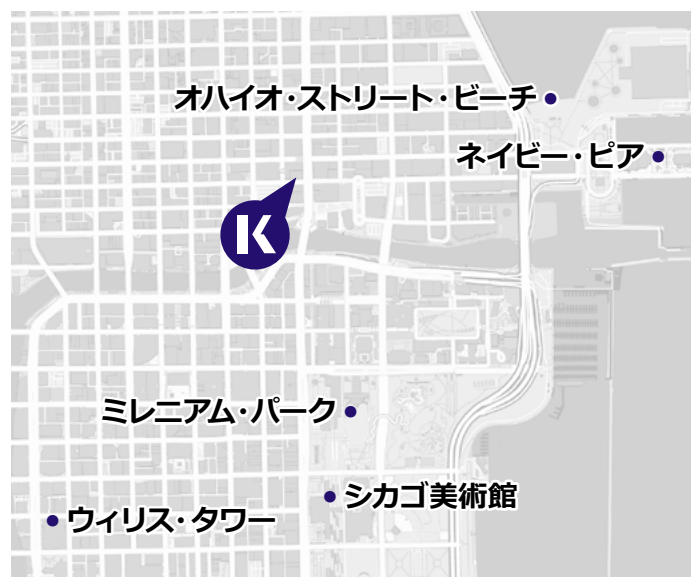 オハイオ・ストリート・ビーチ
ネイビー・ピア
K
ミレニアム・パーク
シカゴ美術館
ウィリス・タワー